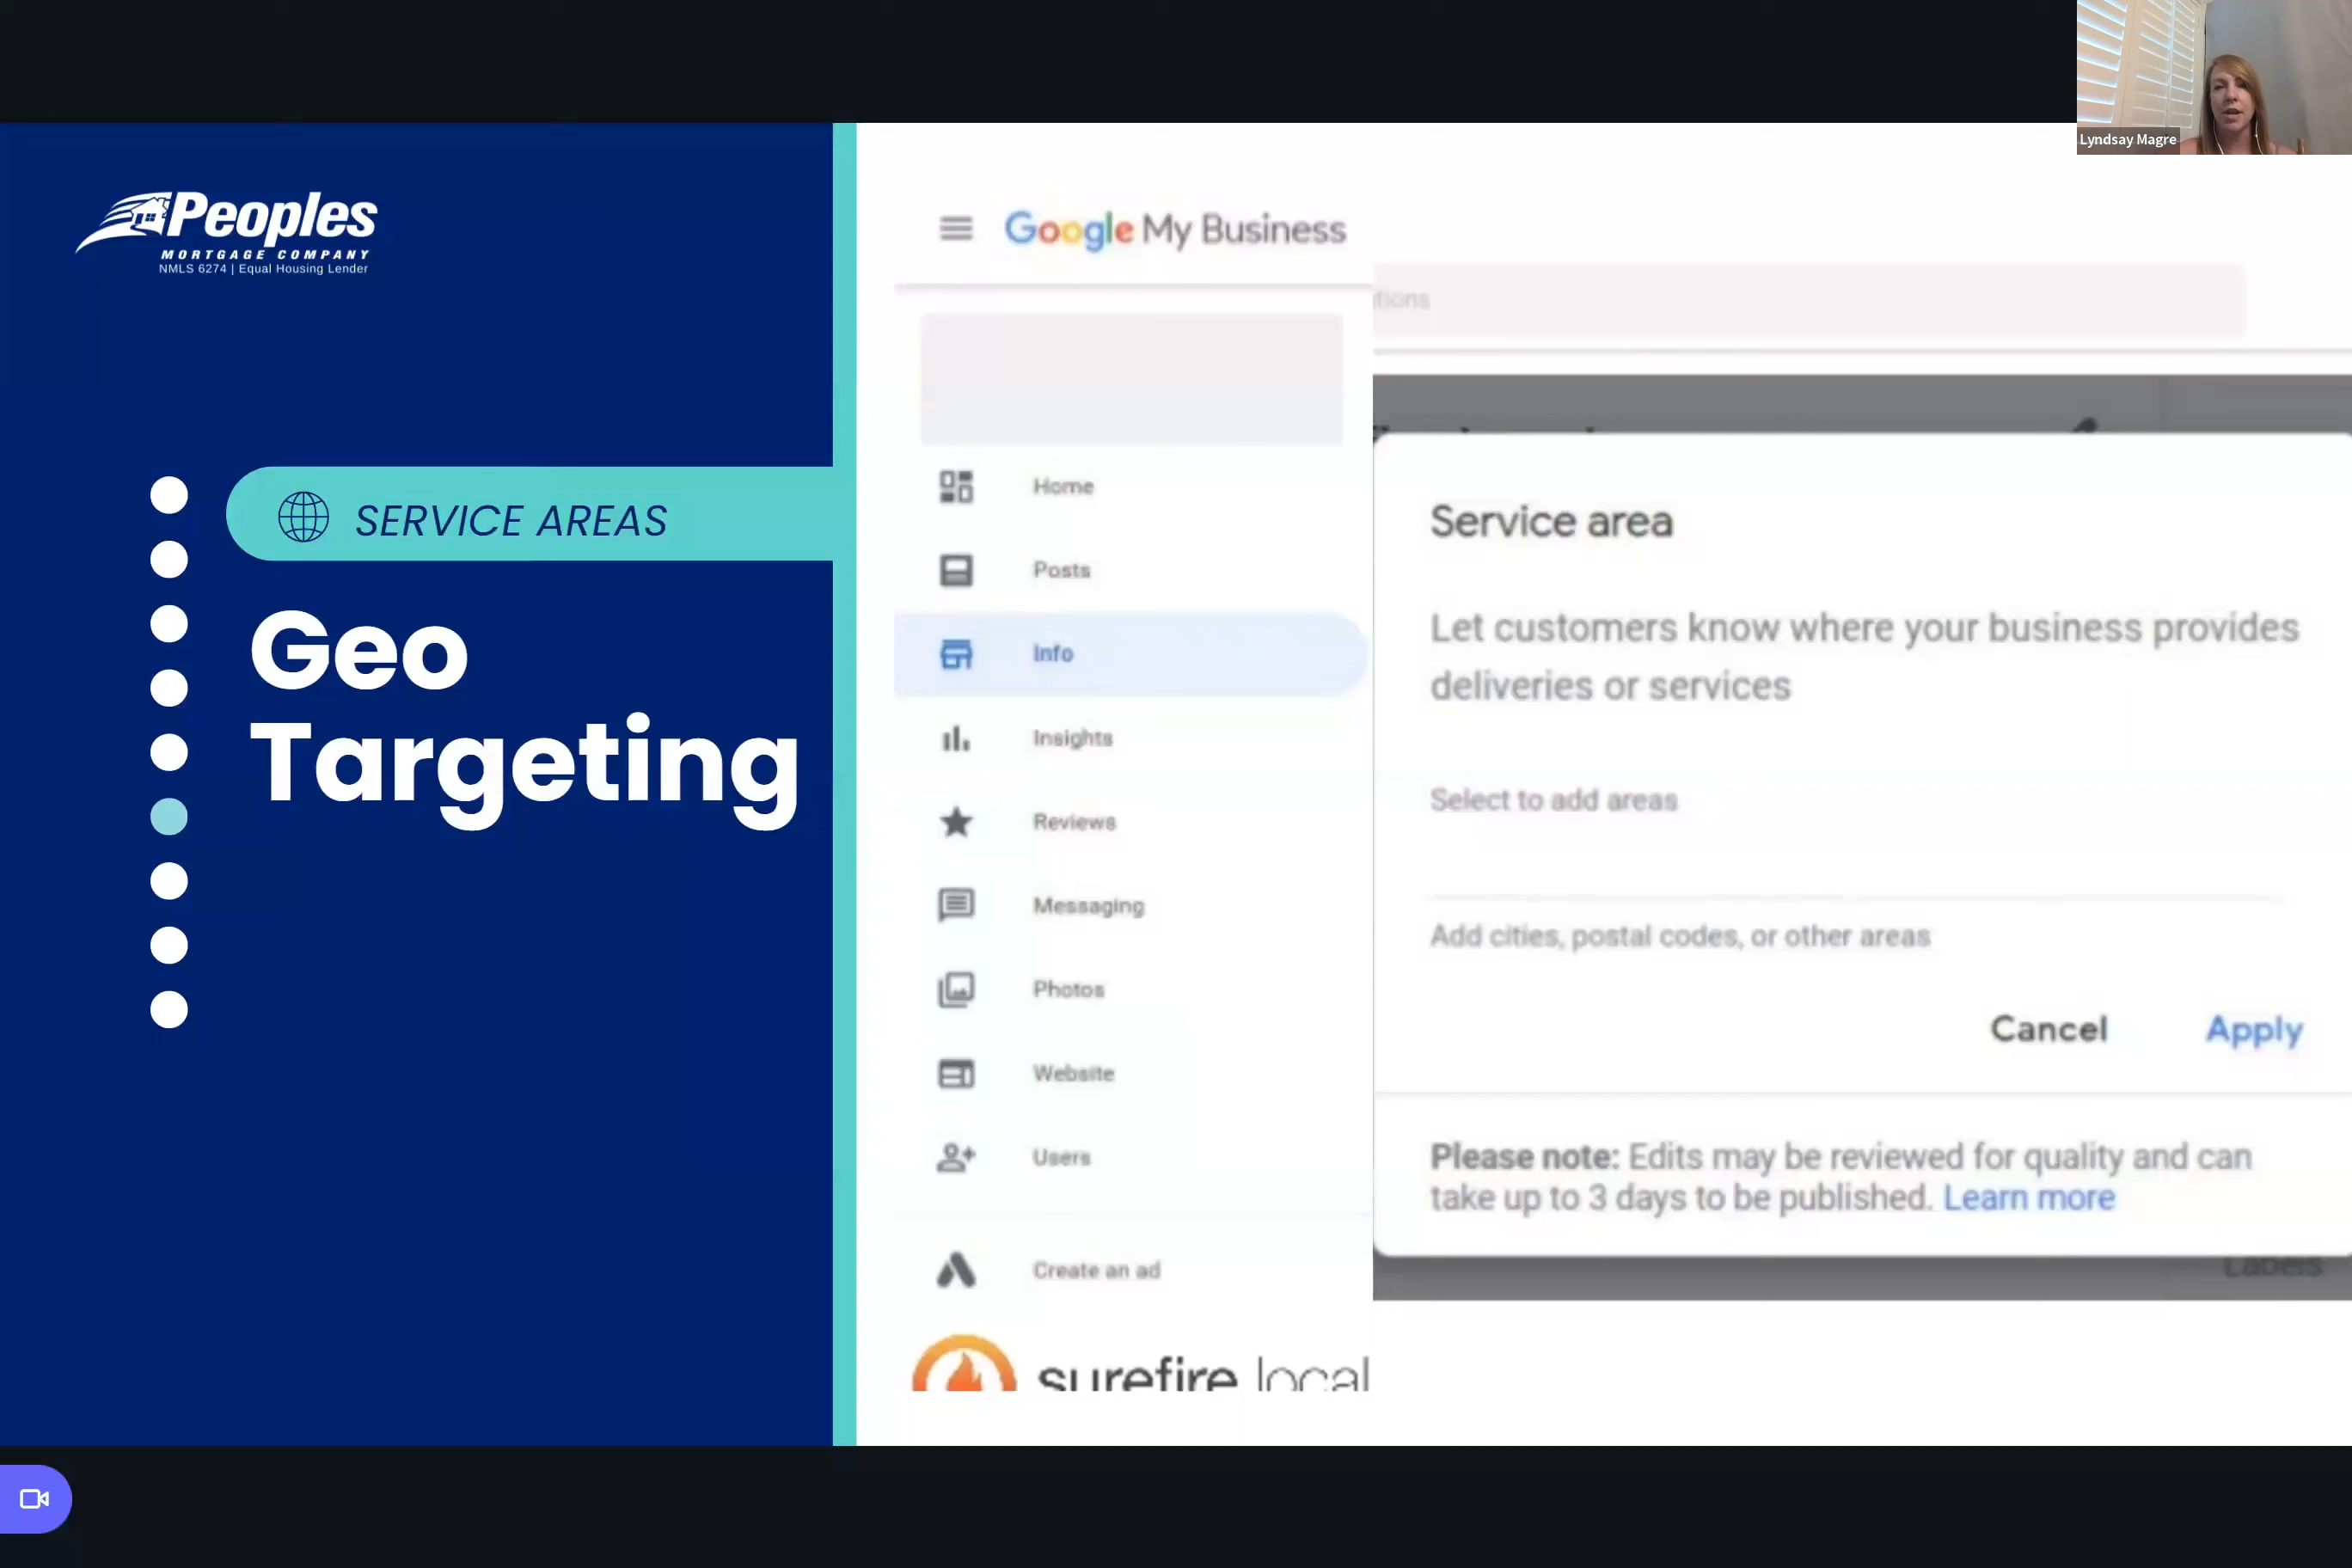 Lyndsay Magre
Peoples
MORTGAGE COMPANY
NMLS 6274 | Equal Housing Lender
SERVICE AREAS
Geo
Targeting
Google My Business
Home
Posts
Info
Insights
Reviews
Messaging
Photos
Website
Users
Create an ad
surefire local
tions
Service area
Let customers know where your business provides
deliveries or services
Select to add areas
Add cities, postal codes, or other areas
Cancel
Apply
Please note: Edits may be reviewed for quality and can
take up to 3 days to be published. Learn more
Labels